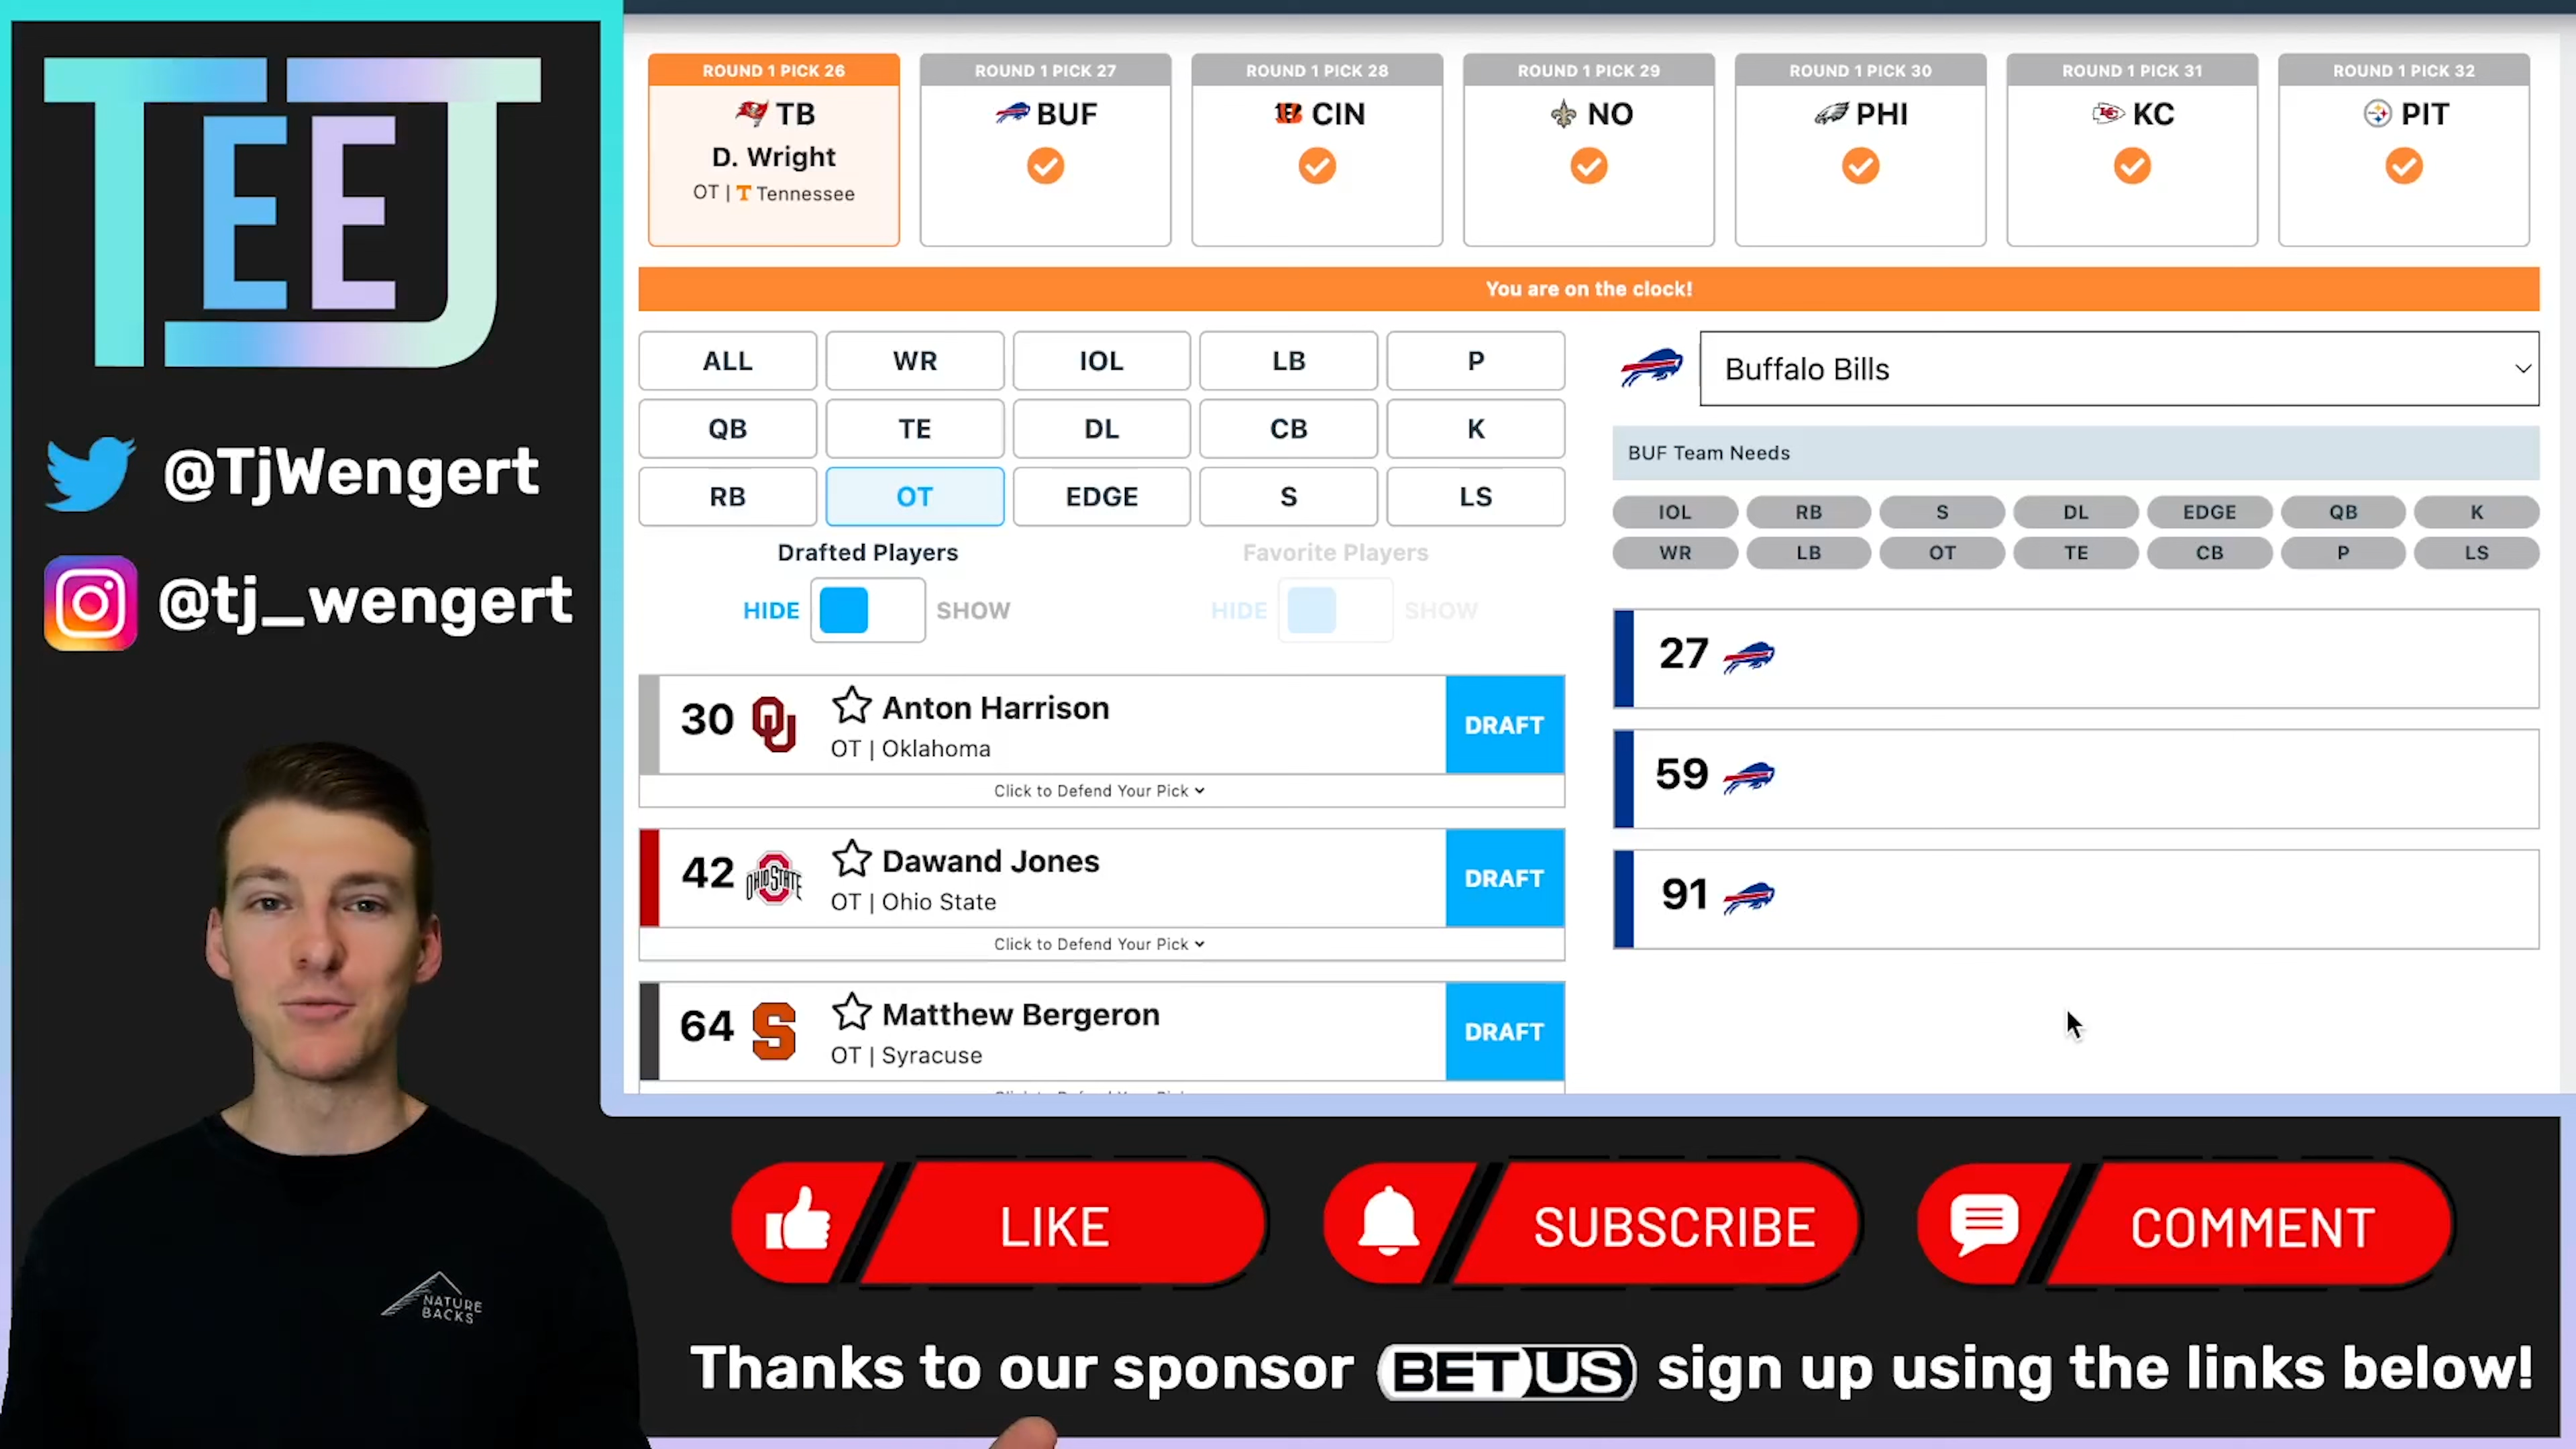 TEEJ
@TjWengert
@tj_wengert
NATURE
BACKS
ROUND 1 PICK 26
TB
D. Wright
OT | T Tennessee
ROUND 1 PICK 27
BUF
ROUND 1 PICK 28
CIN
ROUND 1 PICK 29
NO
ROUND 1 PICK 30
PHI
ROUND 1 PICK 31
KC
ROUND 1 PICK 32
PIT
You are on the clock!
ALL WR IOL LB P
QB TE DL CB K
RB OT EDGE S LS
Drafted Players
HIDE SHOW
Favorite Players
HIDE SHOW
30 OU Anton Harrison
OT | Oklahoma
DRAFT
Click to Defend Your Pick
42 OHIO STATE Dawand Jones
OT | Ohio State
DRAFT
Click to Defend Your Pick
64 S Matthew Bergeron
OT | Syracuse
DRAFT
Buffalo Bills
BUF Team Needs
IOL RB S DL EDGE QB K
WR LB OT TE CB P LS
27
59
91
LIKE
SUBSCRIBE
COMMENT
Thanks to our sponsor BETUS sign up using the links below!